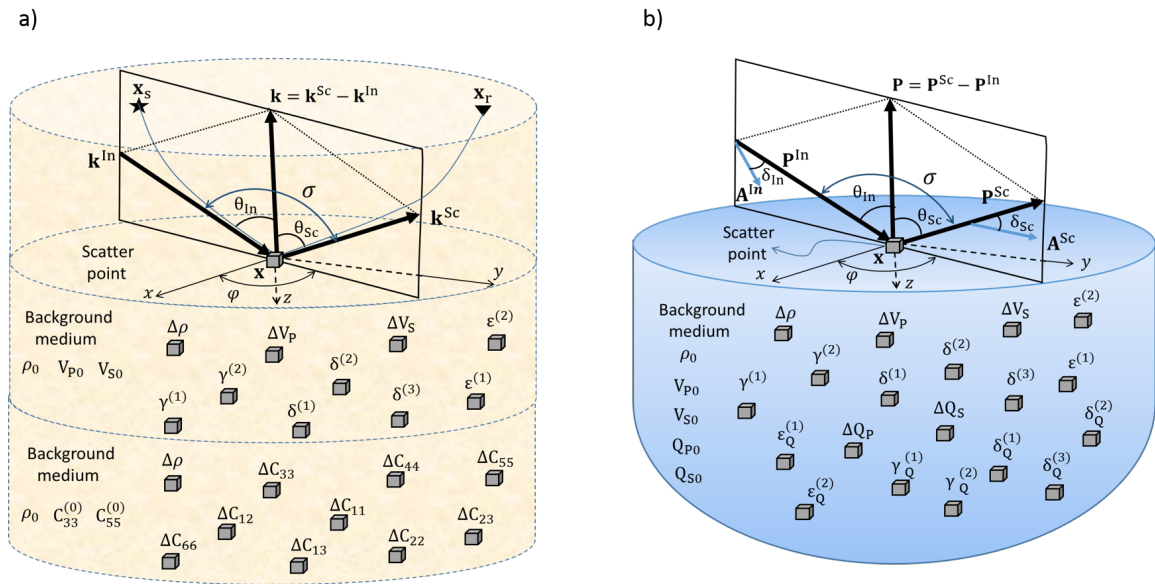 a)
x_s
x_r
k = k^Sc − k^In
k^In
σ
θ_In
θ_Sc
k^Sc
Scatter
point
x
x
φ
z
y
Background
medium
Δρ
ΔV_P
ΔV_S
ε^(2)
ρ_0 V_P0 V_S0
γ^(2)
δ^(2)
ε^(1)
γ^(1)
δ^(1)
δ^(3)
Background
medium
Δρ
ΔC_33
ΔC_44
ΔC_55
ρ_0 C_33^(0) C_55^(0)
ΔC_12
ΔC_11
ΔC_23
ΔC_66
ΔC_13
ΔC_22
b)
P = P^Sc − P^In
P^In
δ_In
A^In
σ
θ_In
θ_Sc
P^Sc
δ_Sc
A^Sc
Scatter
point
x
x
φ
z
y
Background
medium
Δρ
ΔV_P
ΔV_S
ε^(2)
ρ_0
V_P0
V_S0
Q_P0
Q_S0
γ^(1)
γ^(2)
δ^(1)
δ^(2)
δ^(3)
ε^(1)
ε_Q^(1)
ΔQ_P
ΔQ_S
δ_Q^(1)
δ_Q^(2)
ε_Q^(2)
γ_Q^(1)
γ_Q^(2)
δ_Q^(3)